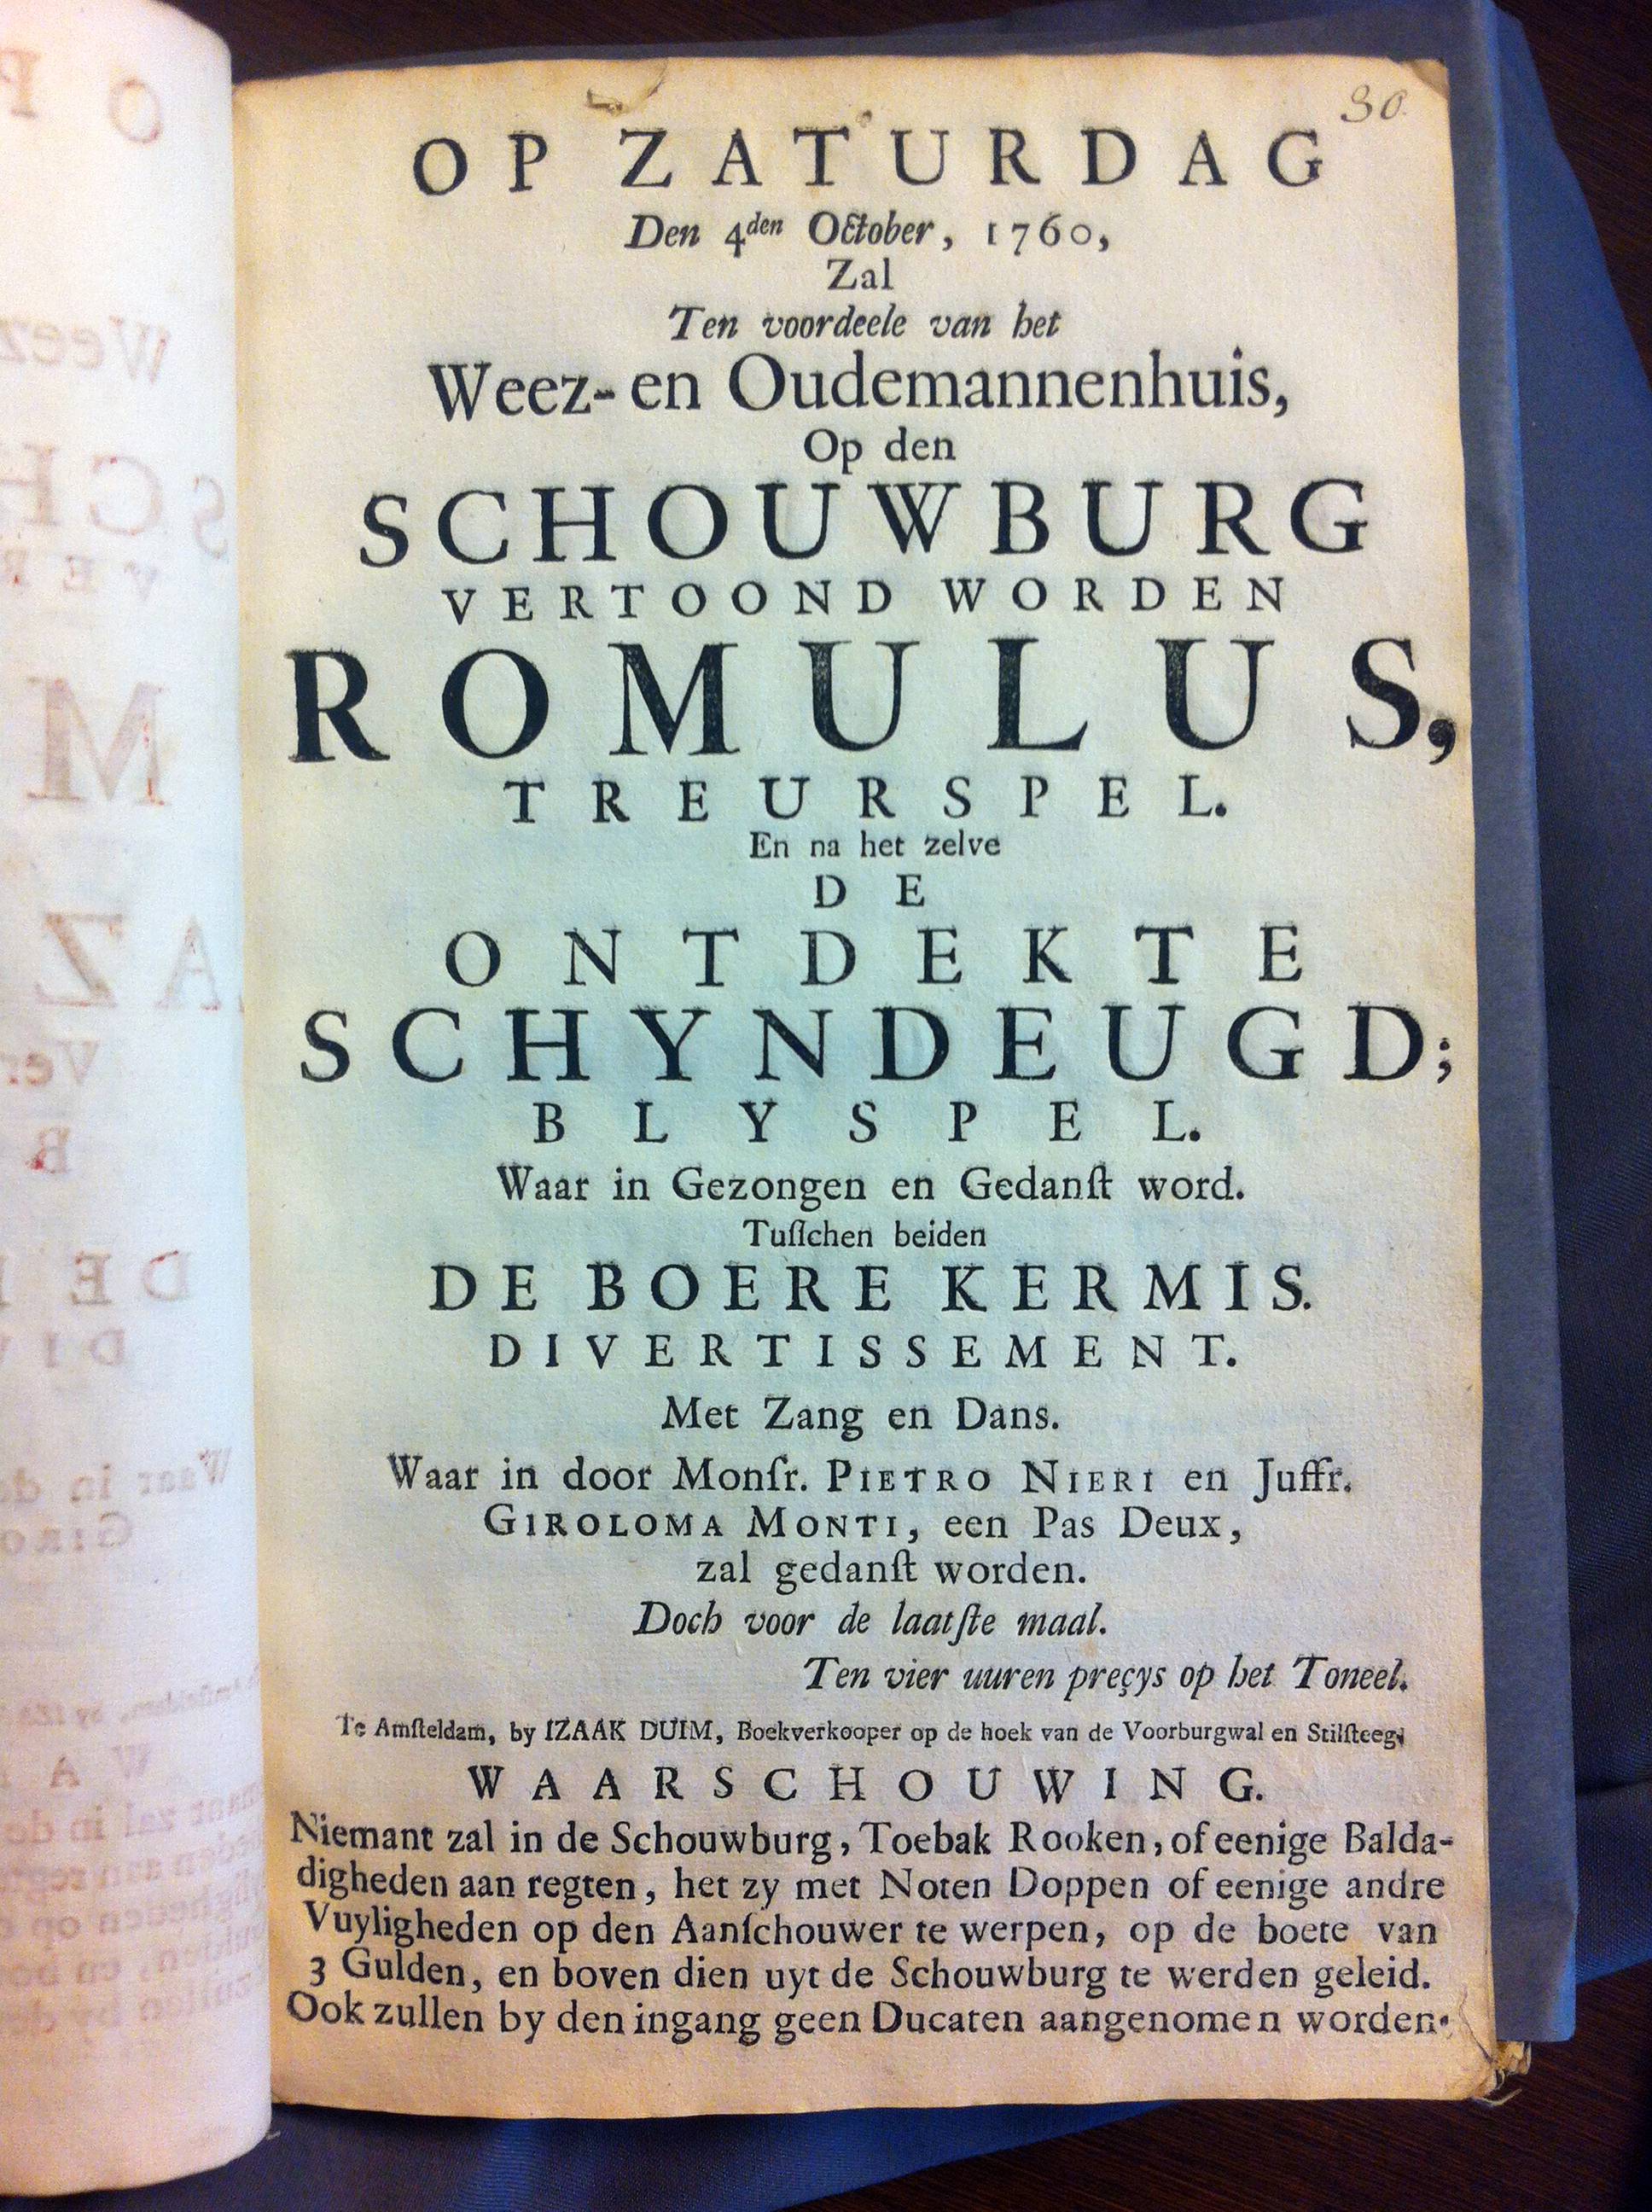 30.
OP ZATURDAG
Den 4den October, 1760,
Zal
Ten voordeele van het
Weez- en Oudemannenhuis,
Op den
SCHOUWBURG
VERTOOND WORDEN
ROMULUS,
TREURSPEL.
En na het zelve
DE
ONTDEKTE
SCHYNDEUGD;
BLYSPEL.
Waar in Gezongen en Gedanſt word.
Tuſſchen beiden
DE BOERE KERMIS.
DIVERTISSEMENT.
Met Zang en Dans.
Waar in door Monſr. PIETRO NIERI en Juffr.
GIROLOMA MONTI, een Pas Deux,
zal gedanſt worden.
Doch voor de laatſte maal.
Ten vier uuren preçys op het Toneel.
Te Amſteldam, by IZAAK DUIM, Boekverkooper op de hoek van de Voorburgwal en Stilſteeg,
WAARSCHOUWING.
Niemant zal in de Schouwburg, Toebak Rooken, of eenige Balda-
digheden aan regten, het zy met Noten Doppen of eenige andre
Vuyligheden op den Aanſchouwer te werpen, op de boete van
3 Gulden, en boven dien uyt de Schouwburg te werden geleid.
Ook zullen by den ingang geen Ducaten aangenomen worden.